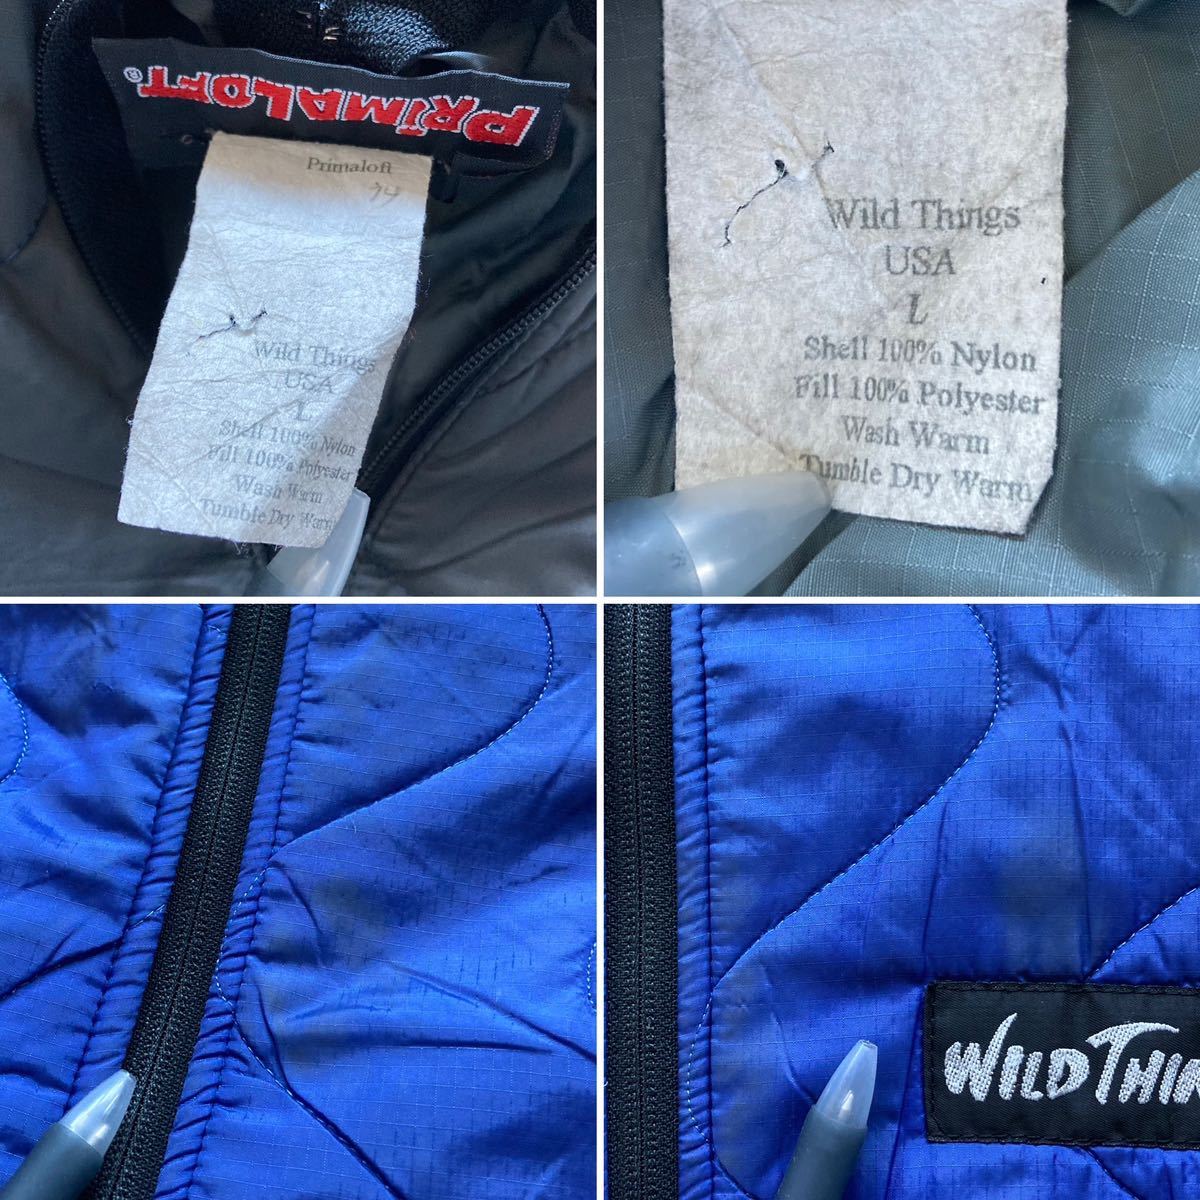 PRIMALOFT®
Primaloft
Wild Things
USA
L
Shell 100% Nylon
Fill 100% Polyester
Wash Warm
Tumble Dry Warm
Wild Things
USA
L
Shell 100% Nylon
Fill 100% Polyester
Wash Warm
Tumble Dry Warm
WILD THIN